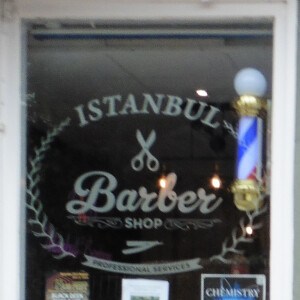 ISTANBUL
Barber
SHOP
PROFESSIONAL SERVICES
CHEMISTRY